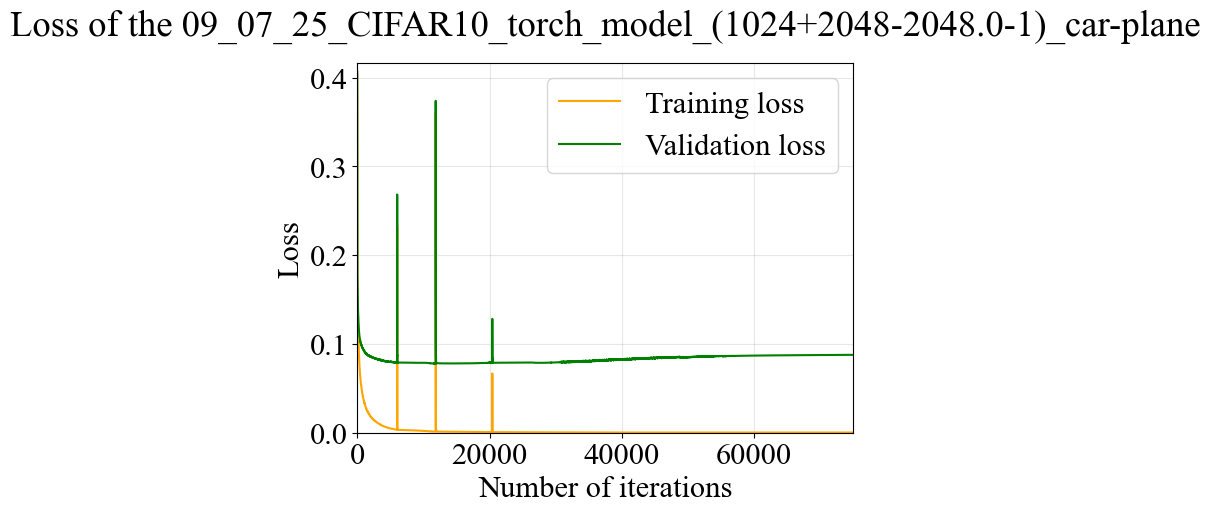 Loss of the 09_07_25_CIFAR10_torch_model_(1024+2048-2048.0-1)_car-plane
0.4
0.3
0.2
0.1
0.0
Loss
Training loss
Validation loss
0
20000
40000
60000
Number of iterations